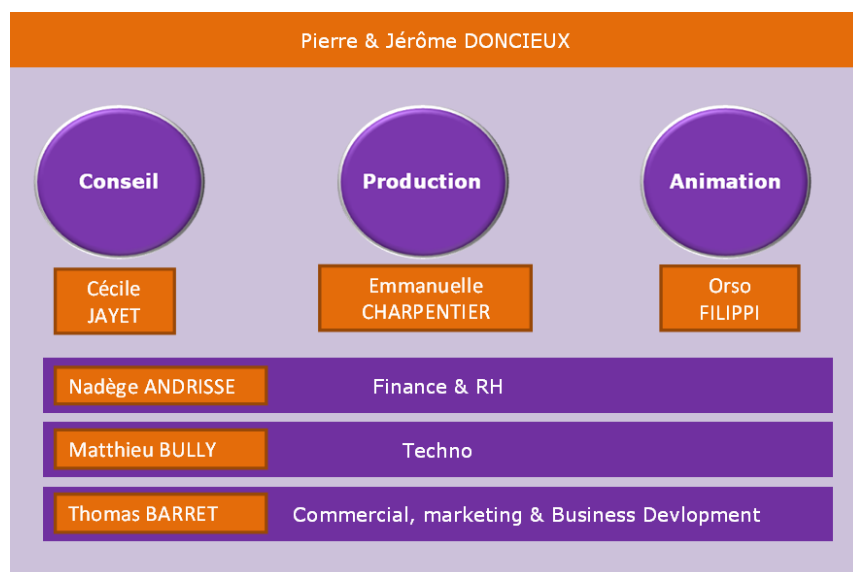 Pierre & Jérôme DONCIEUX
Conseil
Production
Animation
Cécile
JAYET
Emmanuelle
CHARPENTIER
Orso
FILIPPI
Nadège ANDRISSE
Finance & RH
Matthieu BULLY
Techno
Thomas BARRET
Commercial, marketing & Business Devlopment